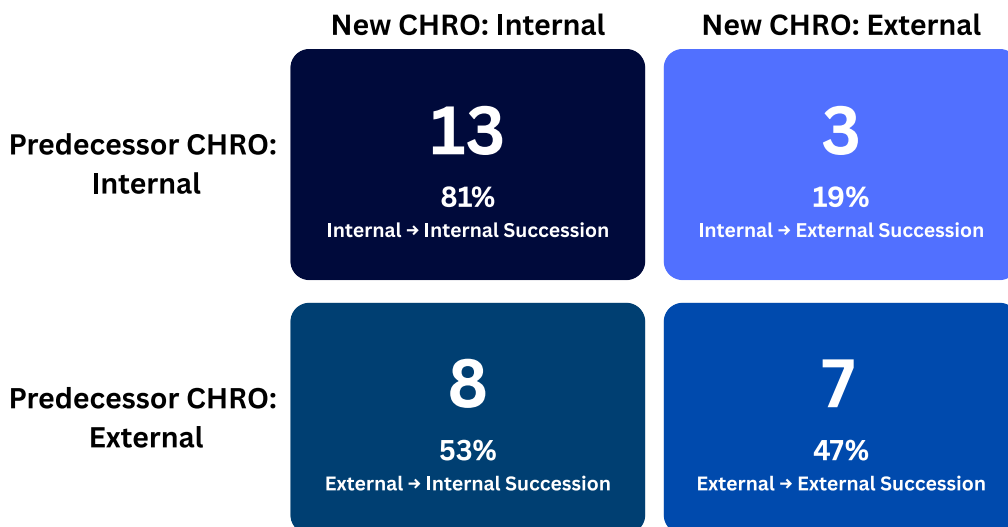 New CHRO: Internal
New CHRO: External
Predecessor CHRO:
Internal
13
81%
Internal → Internal Succession
3
19%
Internal → External Succession
Predecessor CHRO:
External
8
53%
External → Internal Succession
7
47%
External → External Succession